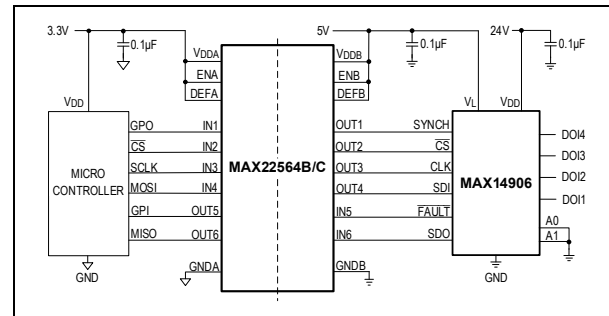 3.3V
0.1µF
5V
0.1µF
24V
0.1µF
VDDA
ENA
DEFA
VDDB
ENB
DEFB
VDD
VL
VDD
MICRO
CONTROLLER
MAX22564B/C
MAX14906
GPO
IN1
OUT1
SYNCH
DOI4
CS
IN2
OUT2
CS
DOI3
SCLK
IN3
OUT3
CLK
DOI2
MOSI
IN4
OUT4
SDI
DOI1
GPI
OUT5
IN5
FAULT
A0
MISO
OUT6
IN6
SDO
A1
GNDA
GNDB
GND
GND